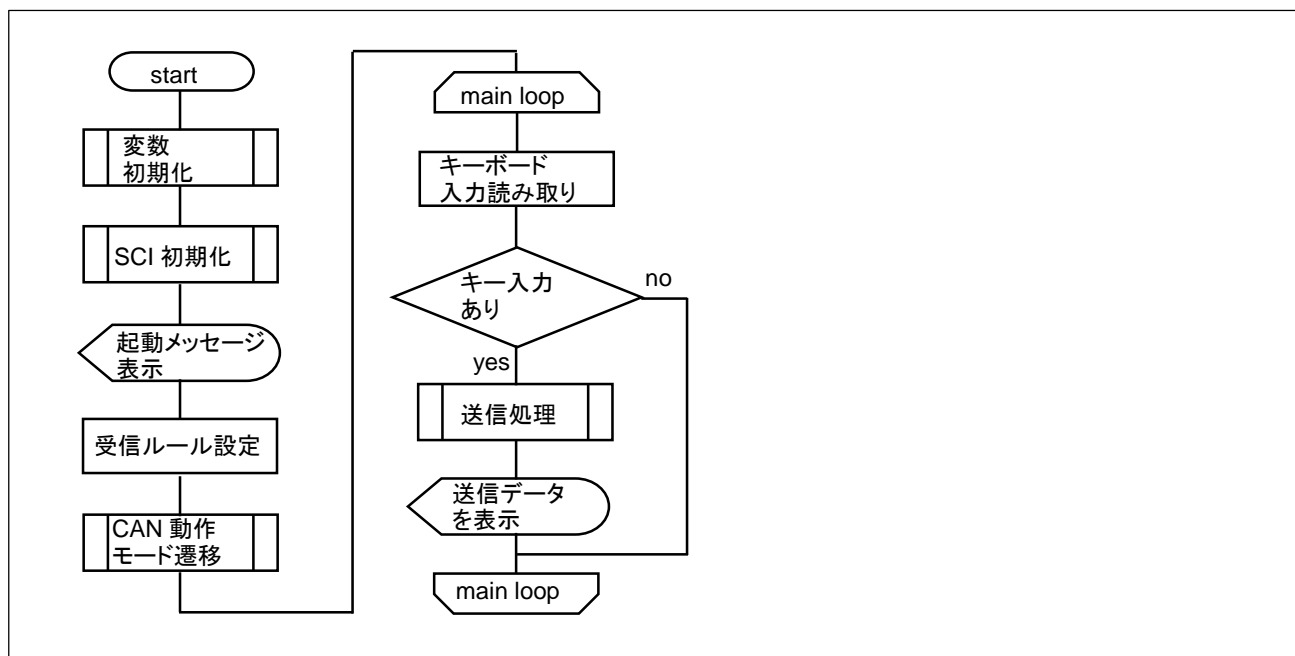 start
変数
初期化
SCI 初期化
起動メッセージ
表示
受信ルール設定
CAN 動作
モード遷移
main loop
キーボード
入力読み取り
キー入力
あり
no
yes
送信処理
送信データ
を表示
main loop